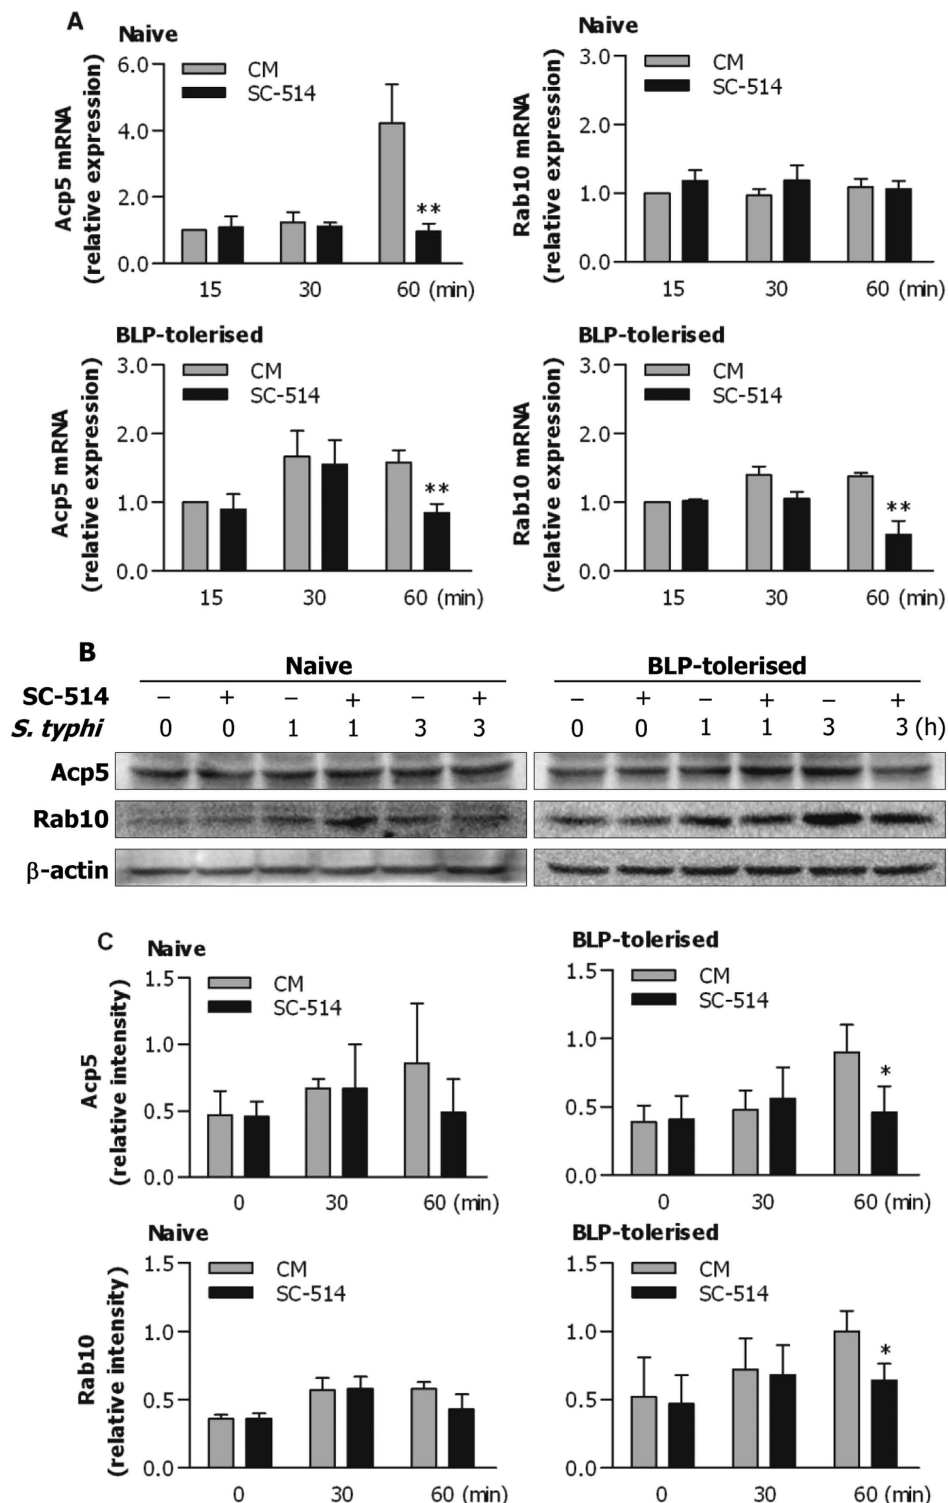 A
Naive
6.0
4.0
2.0
0.0
Acp5 mRNA
(relative expression)
CM
SC-514
**
15 30 60 (min)
Naive
3.0
2.0
1.0
0.0
Rab10 mRNA
(relative expression)
CM
SC-514
15 30 60 (min)
BLP-tolerised
3.0
2.0
1.0
0.0
Acp5 mRNA
(relative expression)
CM
SC-514
**
15 30 60 (min)
BLP-tolerised
3.0
2.0
1.0
0.0
Rab10 mRNA
(relative expression)
CM
SC-514
**
15 30 60 (min)
B
Naive BLP-tolerised
SC-514 − + − + − + − + − + − +
S. typhi 0 0 1 1 3 3 0 0 1 1 3 3 (h)
Acp5
Rab10
β-actin
C
Naive
1.5
1.0
0.5
0.0
Acp5
(relative intensity)
CM
SC-514
0 30 60 (min)
BLP-tolerised
1.5
1.0
0.5
0.0
CM
SC-514
*
0 30 60 (min)
Naive
1.5
1.0
0.5
0.0
Rab10
(relative intensity)
CM
SC-514
0 30 60 (min)
BLP-tolerised
1.5
1.0
0.5
0.0
CM
SC-514
*
0 30 60 (min)